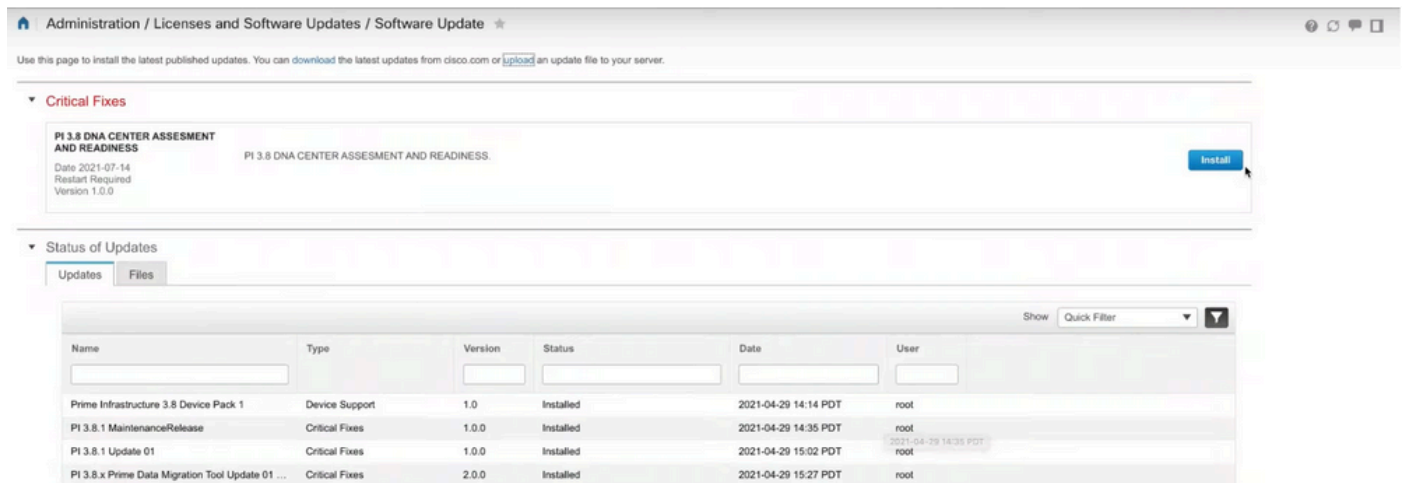 Administration / Licenses and Software Updates / Software Update
Use this page to install the latest published updates. You can download the latest updates from cisco.com or upload an update file to your server.
Critical Fixes
PI 3.8 DNA CENTER ASSESMENT
AND READINESS
Date 2021-07-14
Restart Required
Version 1.0.0
PI 3.8 DNA CENTER ASSESMENT AND READINESS.
Install
Status of Updates
Updates Files
Show Quick Filter
Name Type Version Status Date User
Prime Infrastructure 3.8 Device Pack 1 Device Support 1.0 Installed 2021-04-29 14:14 PDT root
PI 3.8.1 MaintenanceRelease Critical Fixes 1.0.0 Installed 2021-04-29 14:35 PDT root
2021-04-29 14:35 PDT
PI 3.8.1 Update 01 Critical Fixes 1.0.0 Installed 2021-04-29 15:02 PDT root
PI 3.8.x Prime Data Migration Tool Update 01 ... Critical Fixes 2.0.0 Installed 2021-04-29 15:27 PDT root